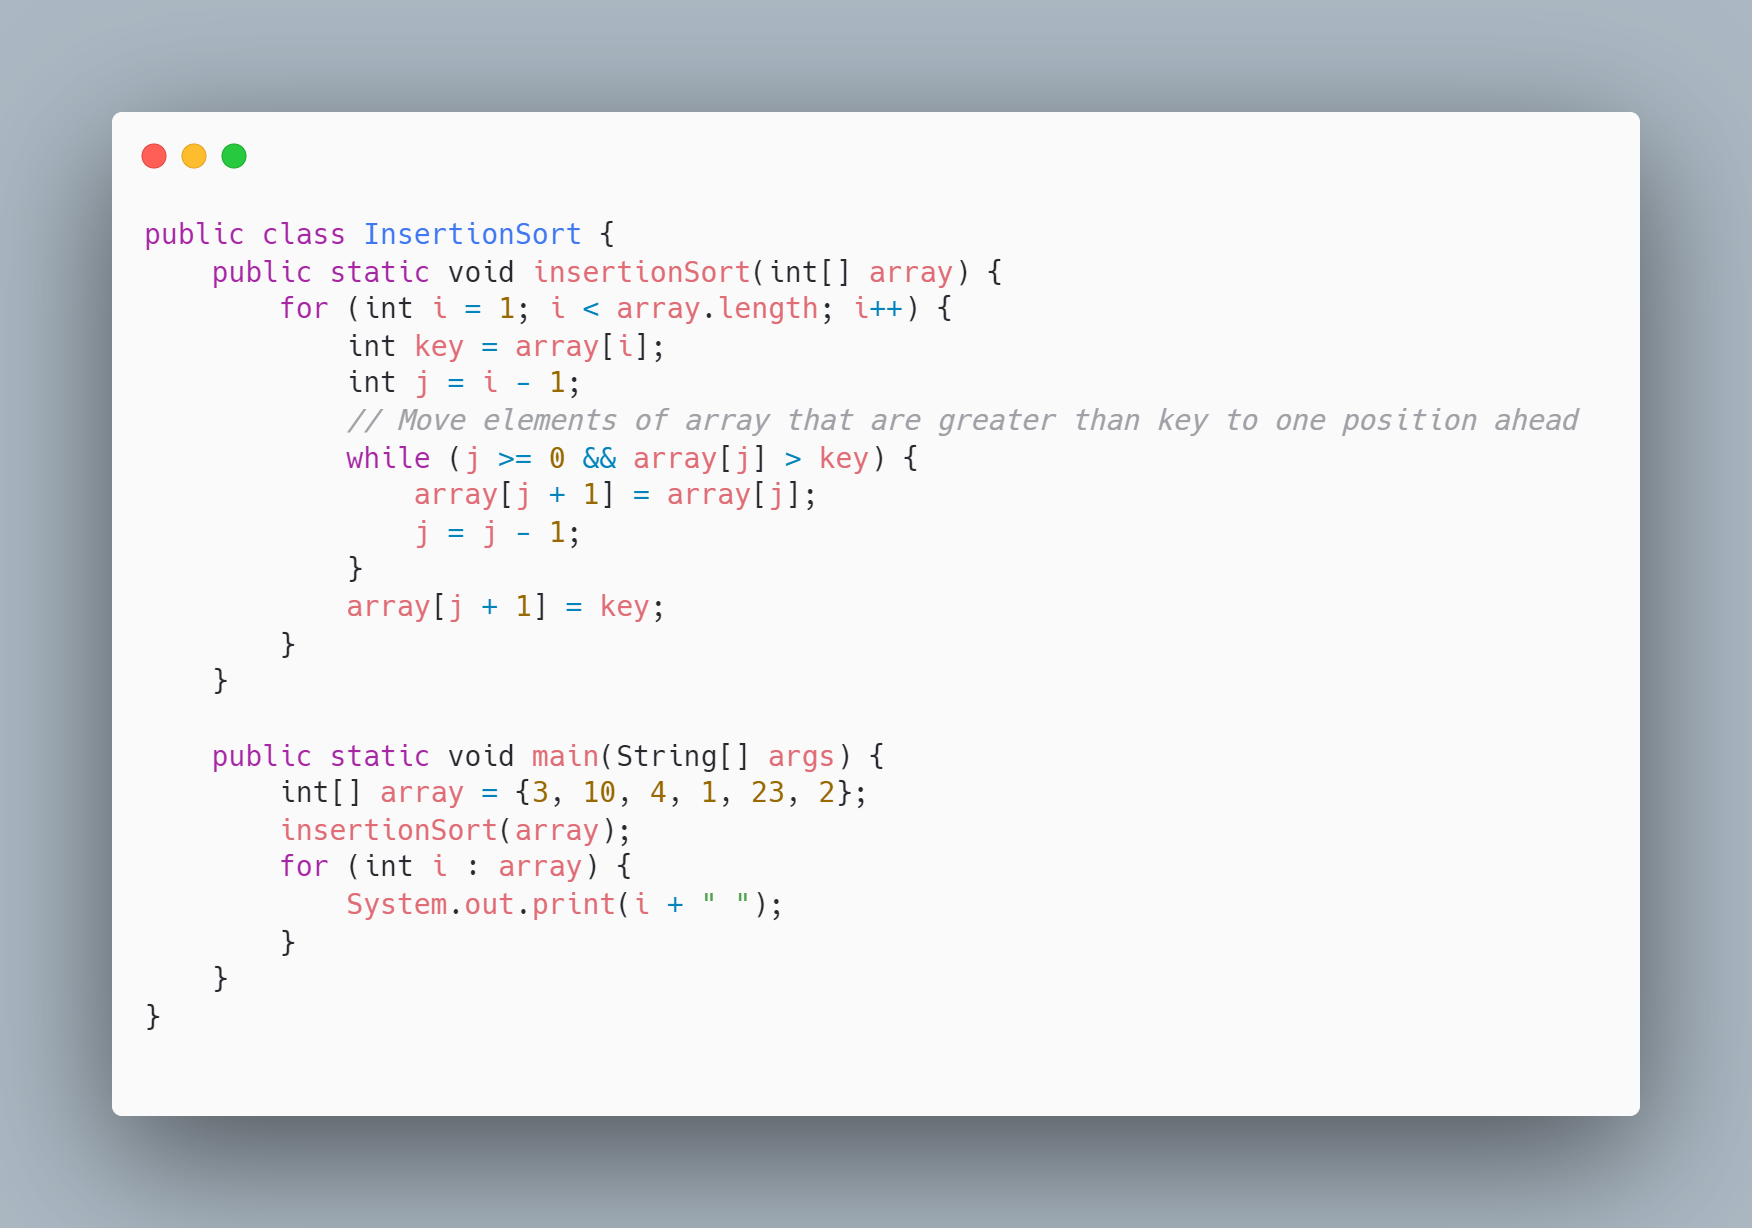 public class InsertionSort {
    public static void insertionSort(int[] array) {
        for (int i = 1; i < array.length; i++) {
            int key = array[i];
            int j = i - 1;
            // Move elements of array that are greater than key to one position ahead
            while (j >= 0 && array[j] > key) {
                array[j + 1] = array[j];
                j = j - 1;
            }
            array[j + 1] = key;
        }
    }

    public static void main(String[] args) {
        int[] array = {3, 10, 4, 1, 23, 2};
        insertionSort(array);
        for (int i : array) {
            System.out.print(i + " ");
        }
    }
}